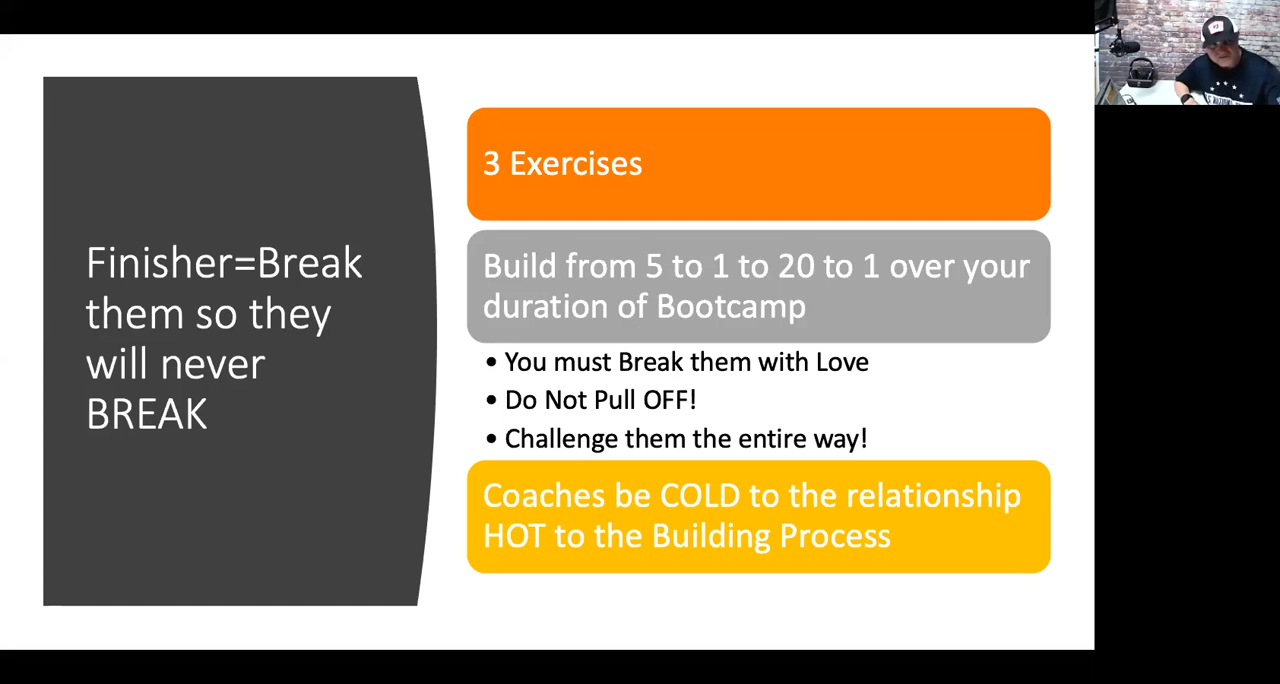 Finisher=Break
them so they
will never
BREAK
3 Exercises
Build from 5 to 1 to 20 to 1 over your
duration of Bootcamp
• You must Break them with Love
• Do Not Pull OFF!
• Challenge them the entire way!
Coaches be COLD to the relationship
HOT to the Building Process